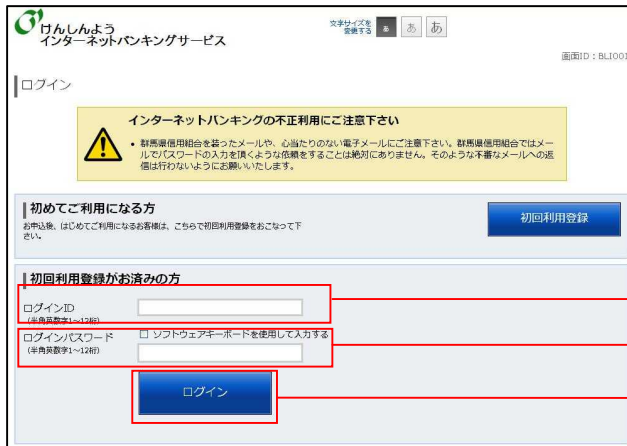 けんしんよう
インターネットバンキングサービス
文字サイズを
変更する
あ
あ
あ
画面ID：BLI001
ログイン
インターネットバンキングの不正利用にご注意下さい
• 群馬県信用組合を装ったメールや、心当たりのない電子メールにご注意下さい。群馬県信用組合ではメー
ルでパスワードの入力を頂くような依頼をすることは絶対にありません。そのような不審なメールへの返
信は行わないようにお願いいたします。
初めてご利用になる方
お申込後、はじめてご利用になるお客様は、こちらで初回利用登録をおこなって下
さい。
初回利用登録
初回利用登録がお済みの方
ログインID
(半角英数字1～12桁)
ログインパスワード
(半角英数字1～12桁)
ソフトウェアキーボードを使用して入力する
ログイン